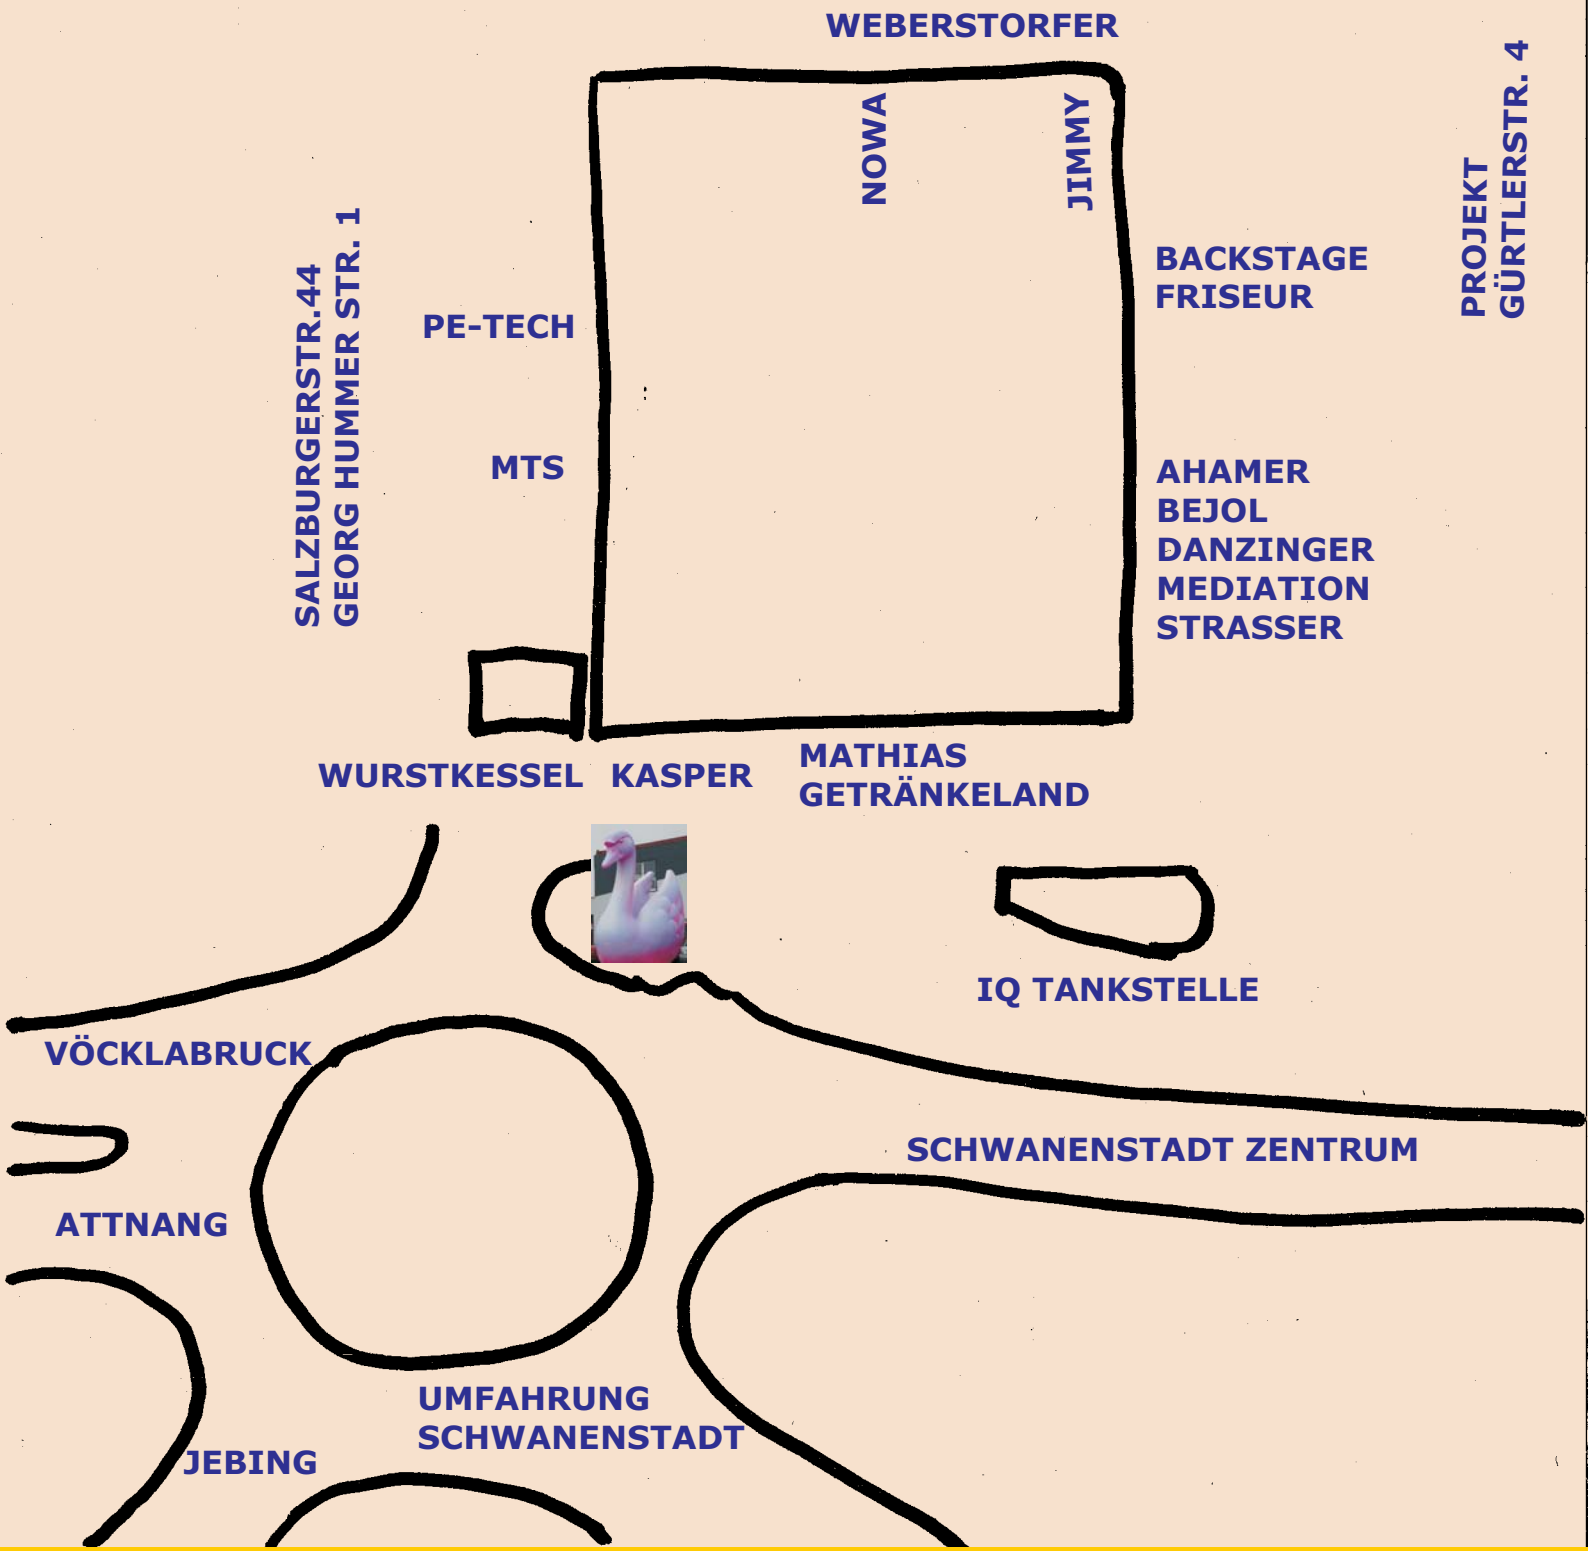 WEBERSTORFER
NOWA
JIMMY
PROJEKT
GÜRTLERSTR. 4
SALZBURGERSTR.44
GEORG HUMMER STR. 1
PE-TECH
BACKSTAGE
FRISEUR
MTS
AHAMER
BEJOL
DANZINGER
MEDIATION
STRASSER
WURSTKESSEL
KASPER
MATHIAS
GETRÄNKELAND
IQ TANKSTELLE
VÖCKLABRUCK
SCHWANENSTADT ZENTRUM
ATTNANG
UMFAHRUNG
SCHWANENSTADT
JEBING